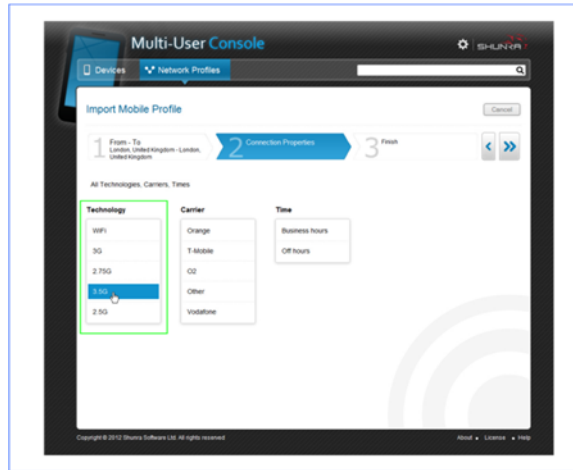 Multi-User Console
SHUNRA
Devices
Network Profiles
Import Mobile Profile
Cancel
1
From - To
London, United Kingdom - London,
United Kingdom
2
Connection Properties
3
Finish
All Technologies, Carriers, Times
Technology
WiFi
3G
2.75G
3.5G
2.5G
Carrier
Orange
T-Mobile
O2
Other
Vodafone
Time
Business hours
Off hours
Copyright © 2012 Shunra Software Ltd. All rights reserved
About • License • Help